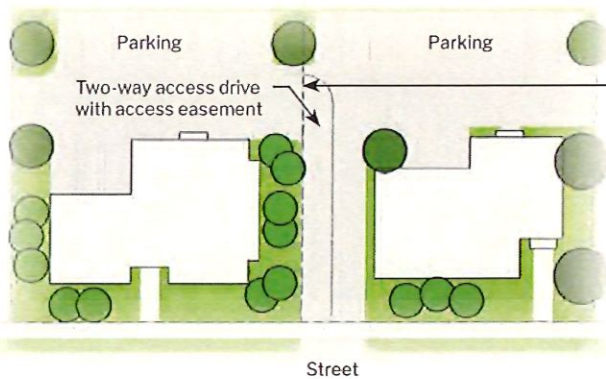 Parking
Parking
Two-way access drive
with access easement
Street